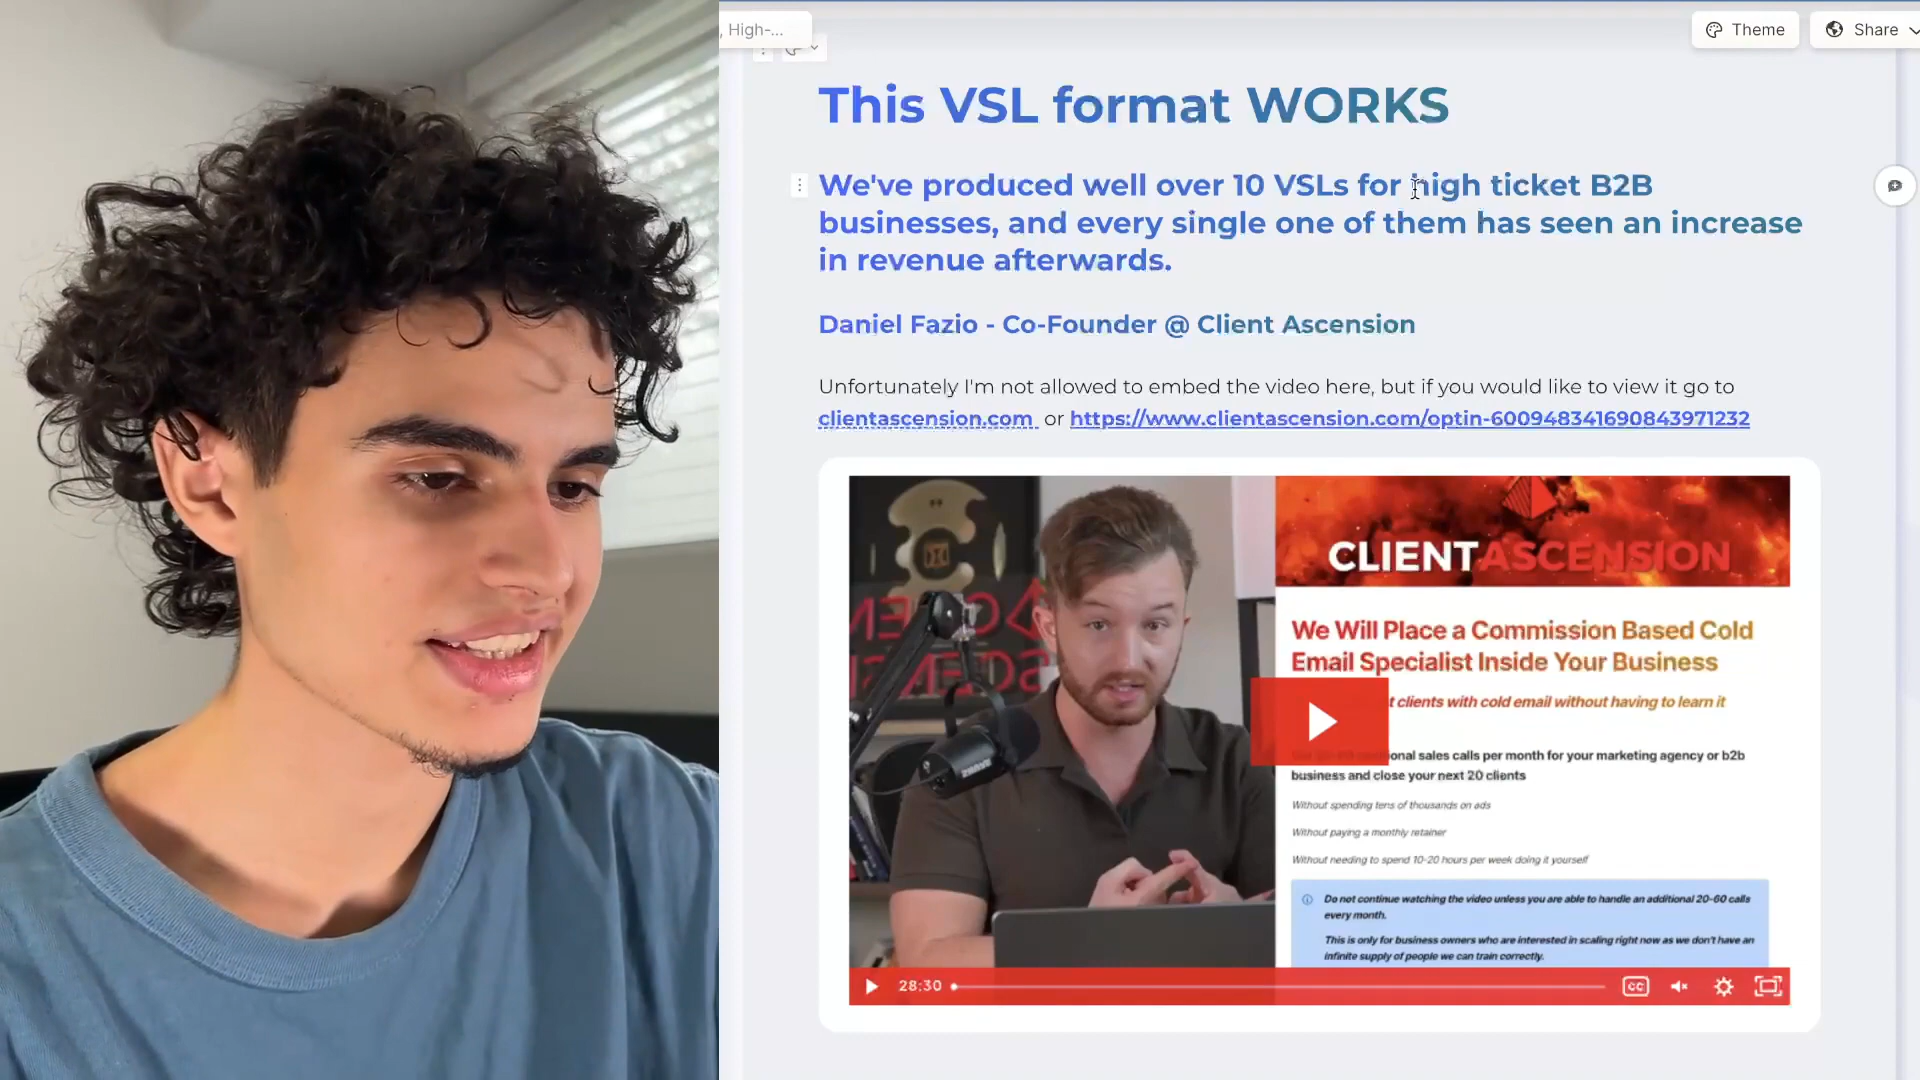 , High-...
Theme
Share
This VSL format WORKS
We've produced well over 10 VSLs for high ticket B2B
businesses, and every single one of them has seen an increase
in revenue afterwards.
Daniel Fazio - Co-Founder @ Client Ascension
Unfortunately I'm not allowed to embed the video here, but if you would like to view it go to
clientascension.com or https://www.clientascension.com/optin-600948341690843971232
CLIENTASCENSION
We Will Place a Commission Based Cold
Email Specialist Inside Your Business
clients with cold email without having to learn it
sales calls per month for your marketing agency or b2b
business and close your next 20 clients
Without spending tens of thousands on ads
Without paying a monthly retainer
Without needing to spend 10-20 hours per week doing it yourself
Do not continue watching the video unless you are able to handle an additional 20-60 calls
every month.
This is only for business owners who are interested in scaling right now as we don't have an
infinite supply of people we can train correctly.
28:30
CC